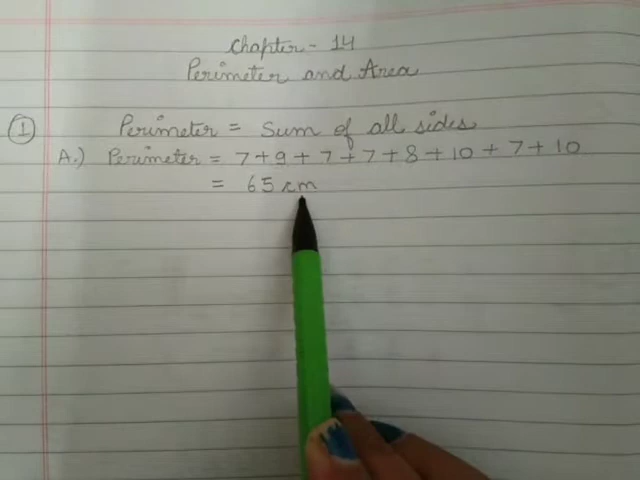 Chapter - 14
Perimeter and Area
1 Perimeter = Sum of all sides
A.) Perimeter = 7 + 9 + 7 + 7 + 8 + 10 + 7 + 10
= 65 cm